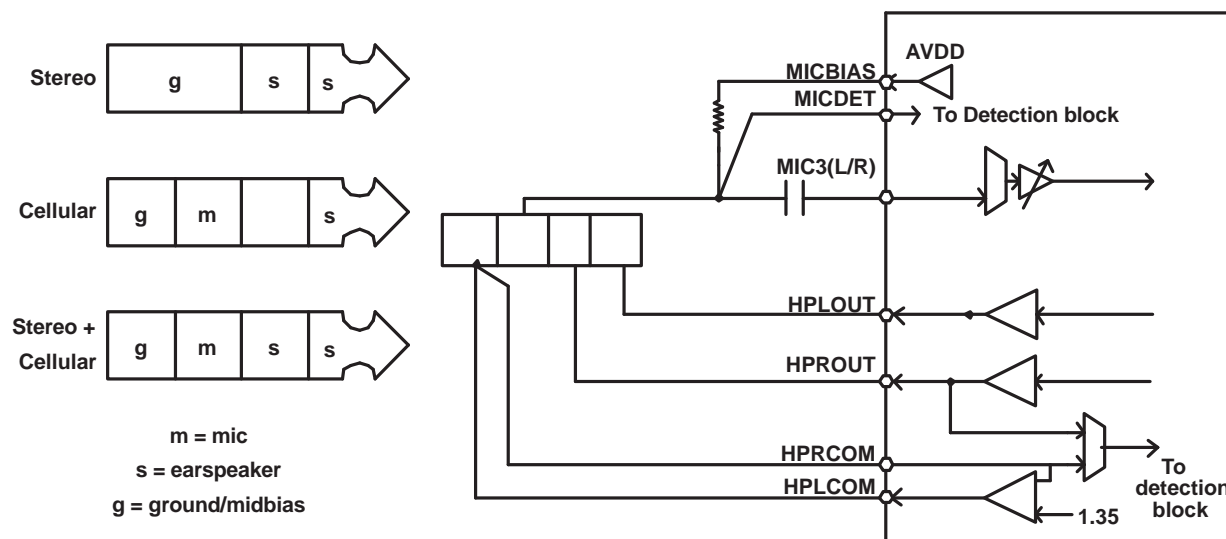 Stereo
g
s
s
Cellular
g
m
s
Stereo +
Cellular
g
m
s
s
m = mic
s = earspeaker
g = ground/midbias
MICBIAS
AVDD
MICDET
To Detection block
MIC3(L/R)
HPLOUT
HPROUT
HPRCOM
HPLCOM
1.35
To
detection
block